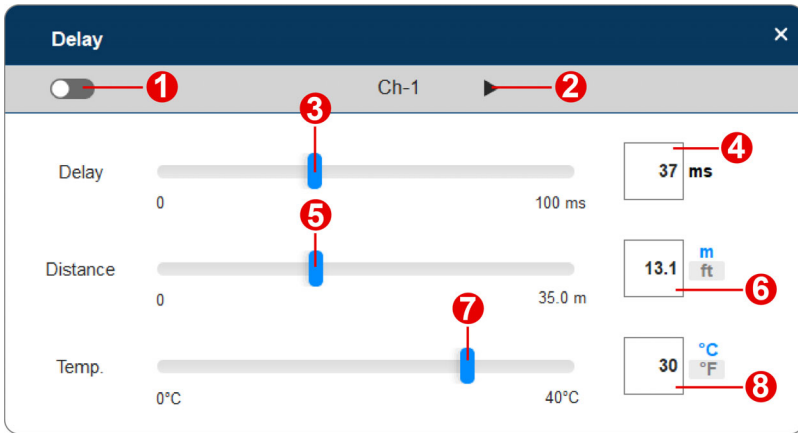 Delay ×
1 Ch-1 2
3
4
Delay 37 ms
0 100 ms
5
m
Distance 13.1 ft
6
0 35.0 m
7
°C
Temp. 30 °F
8
0°C 40°C